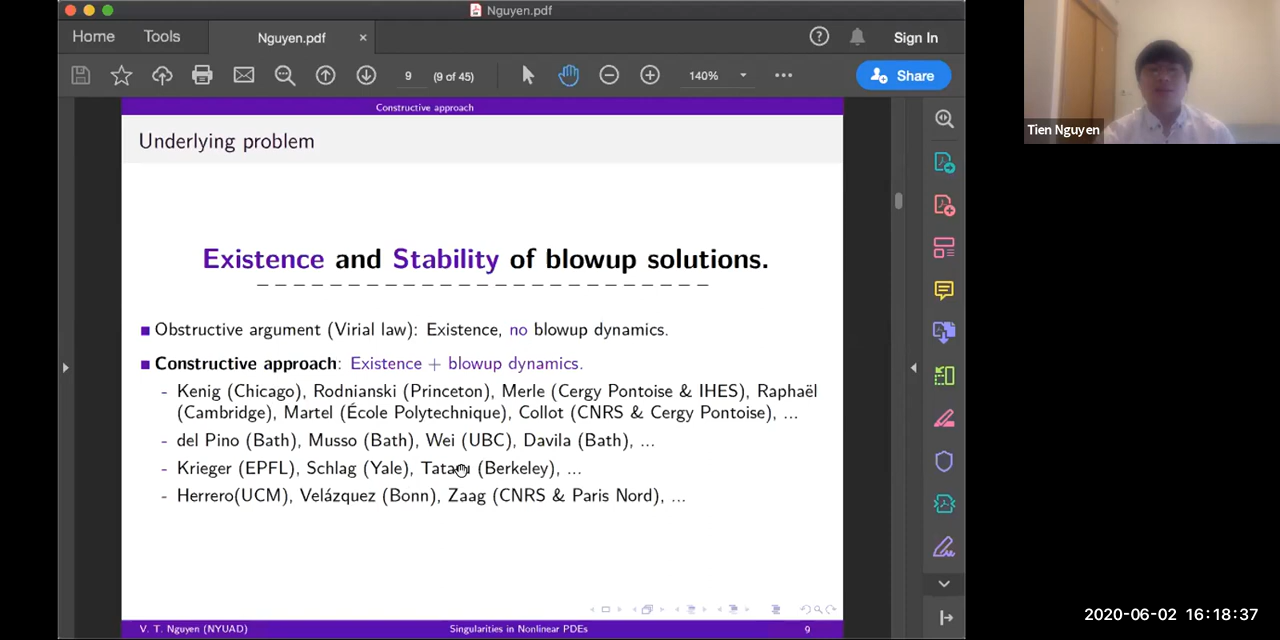 Nguyen.pdf
Home Tools Nguyen.pdf × Sign In
9 (9 of 45) 140% Share
Constructive approach
Underlying problem
Tien Nguyen
Existence and Stability of blowup solutions.
Obstructive argument (Virial law): Existence, no blowup dynamics.
Constructive approach: Existence + blowup dynamics.
- Kenig (Chicago), Rodnianski (Princeton), Merle (Cergy Pontoise & IHES), Raphaël
(Cambridge), Martel (École Polytechnique), Collot (CNRS & Cergy Pontoise), ...
- del Pino (Bath), Musso (Bath), Wei (UBC), Davila (Bath), ...
- Krieger (EPFL), Schlag (Yale), Tataru (Berkeley), ...
- Herrero(UCM), Velázquez (Bonn), Zaag (CNRS & Paris Nord), ...
V. T. Nguyen (NYUAD) Singularities in Nonlinear PDEs 9
2020-06-02 16:18:37